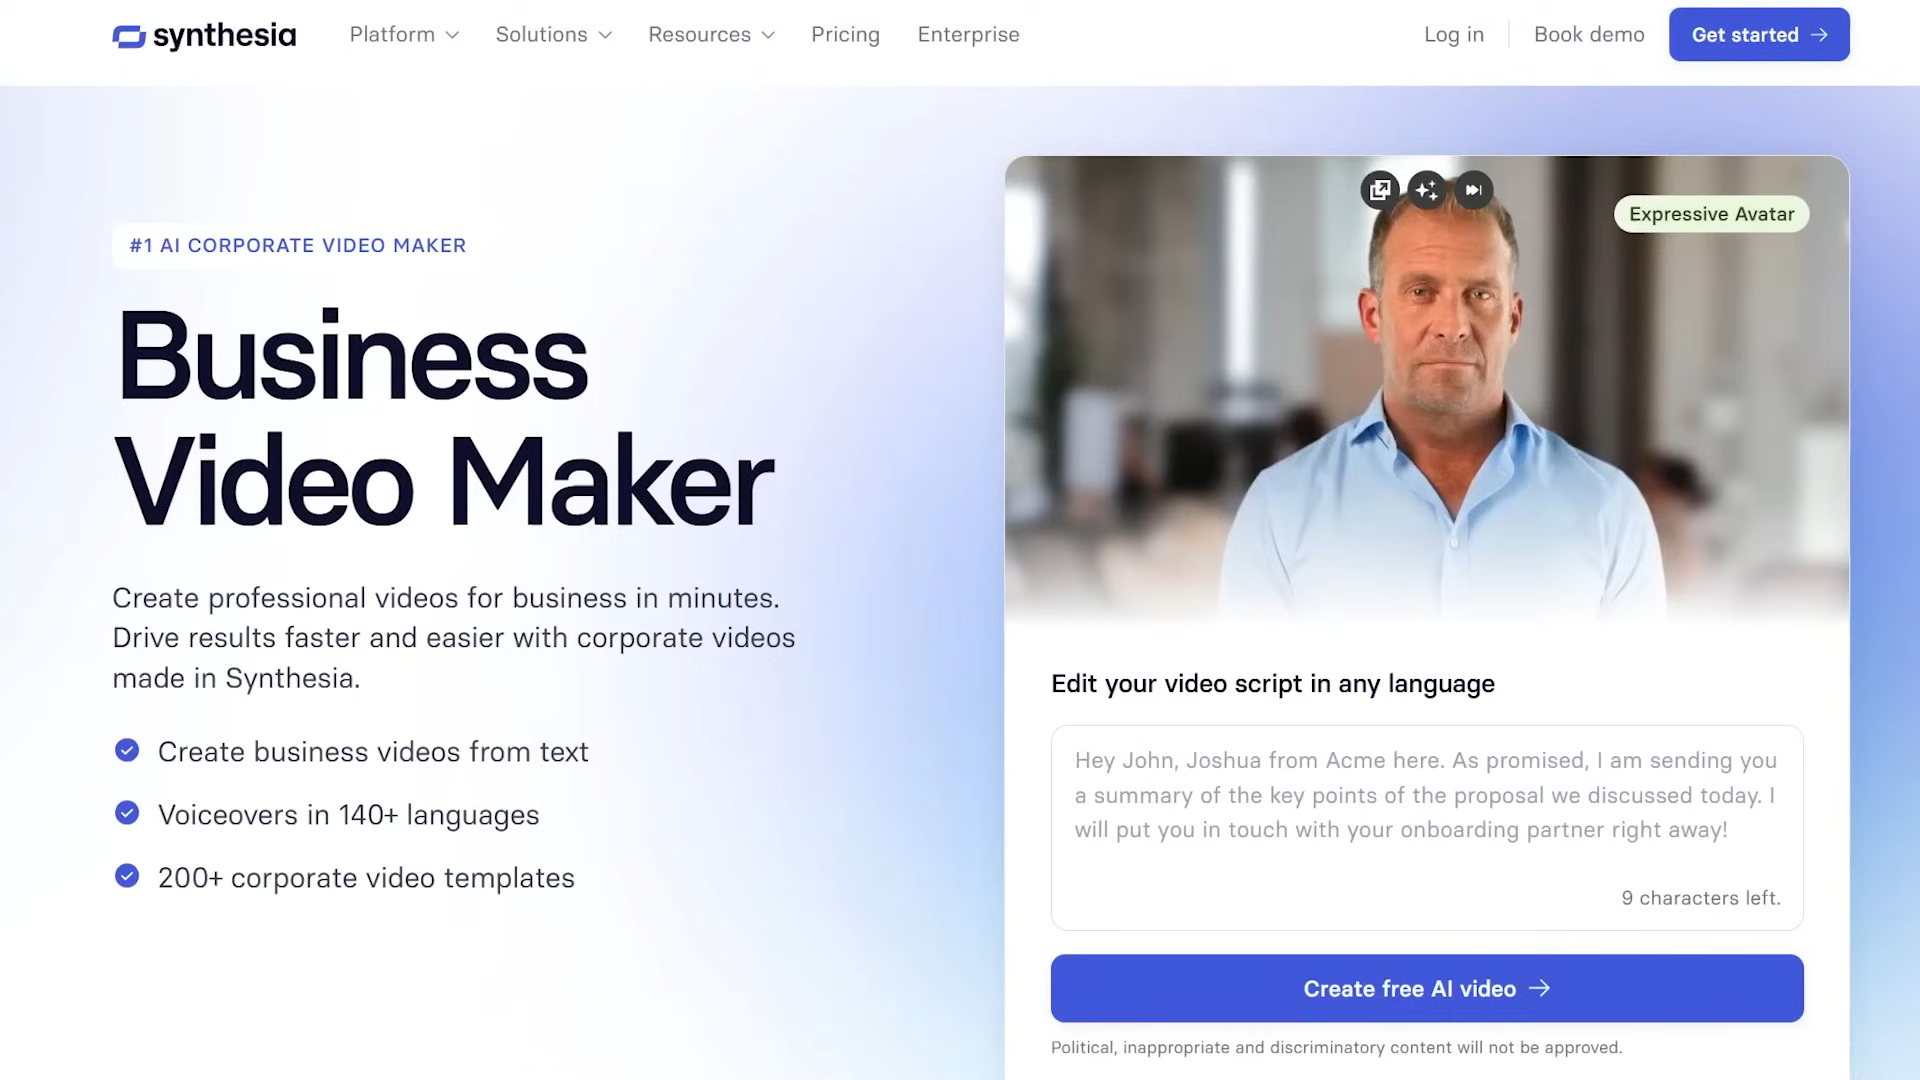 synthesia
Platform
Solutions
Resources
Pricing
Enterprise
Log in
Book demo
Get started
#1 AI CORPORATE VIDEO MAKER
Business
Video Maker
Create professional videos for business in minutes.
Drive results faster and easier with corporate videos
made in Synthesia.
Create business videos from text
Voiceovers in 140+ languages
200+ corporate video templates
Expressive Avatar
Edit your video script in any language
Hey John, Joshua from Acme here. As promised, I am sending you
a summary of the key points of the proposal we discussed today. I
will put you in touch with your onboarding partner right away!
9 characters left.
Create free AI video
Political, inappropriate and discriminatory content will not be approved.